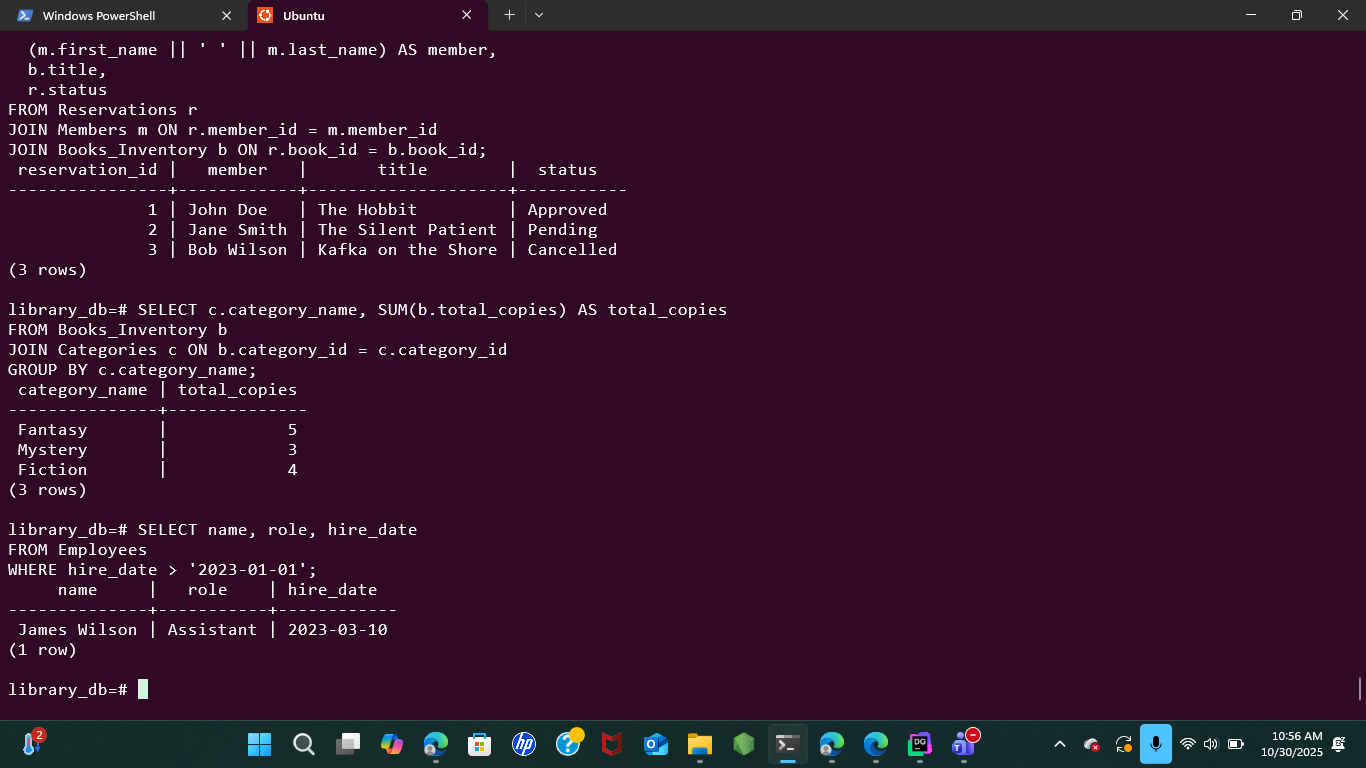 Windows PowerShell
Ubuntu
  (m.first_name || ' ' || m.last_name) AS member,
  b.title,
  r.status
FROM Reservations r
JOIN Members m ON r.member_id = m.member_id
JOIN Books_Inventory b ON r.book_id = b.book_id;
 reservation_id |   member   |       title        |  status
----------------+------------+--------------------+-----------
              1 | John Doe   | The Hobbit         | Approved
              2 | Jane Smith | The Silent Patient | Pending
              3 | Bob Wilson | Kafka on the Shore | Cancelled
(3 rows)

library_db=# SELECT c.category_name, SUM(b.total_copies) AS total_copies
FROM Books_Inventory b
JOIN Categories c ON b.category_id = c.category_id
GROUP BY c.category_name;
 category_name | total_copies
---------------+--------------
 Fantasy       |            5
 Mystery       |            3
 Fiction       |            4
(3 rows)

library_db=# SELECT name, role, hire_date
FROM Employees
WHERE hire_date > '2023-01-01';
     name     |   role    | hire_date
--------------+-----------+------------
 James Wilson | Assistant | 2023-03-10
(1 row)

library_db=#
2
hp
DG
10:56 AM
10/30/2025